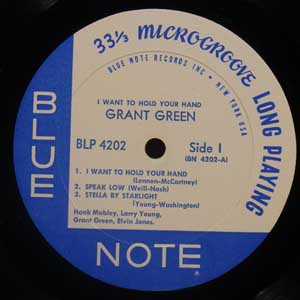 33⅓ MICROGROOVE LONG PLAYING
BLUE NOTE RECORDS INC • NEW YORK USA
I WANT TO HOLD YOUR HAND
GRANT GREEN
BLP 4202 Side 1
(BN 4202-A)
1. I WANT TO HOLD YOUR HAND
(Lennon-McCartney)
2. SPEAK LOW (Weill-Nash)
3. STELLA BY STARLIGHT
(Young-Washington)
Hank Mobley, Larry Young,
Grant Green, Elvin Jones.
BLUE
NOTE